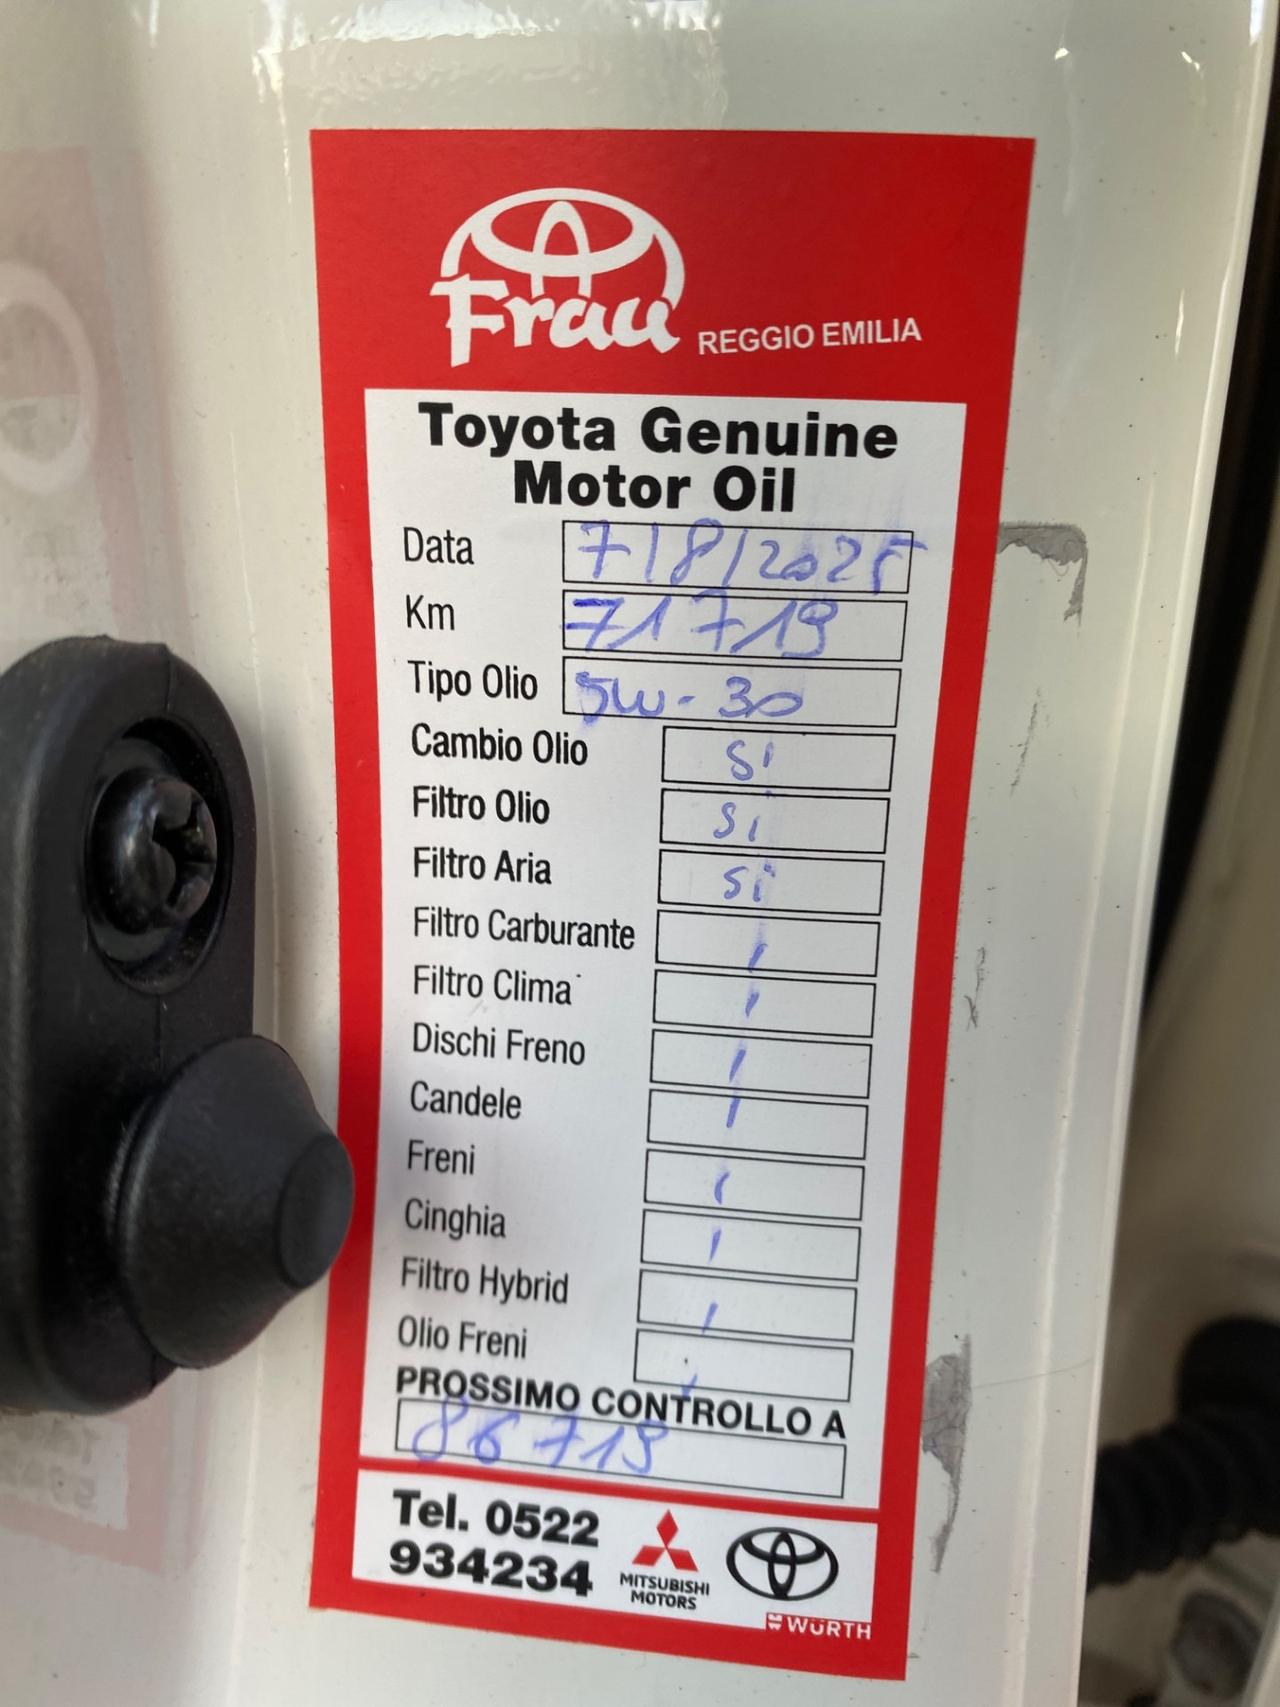 Frau REGGIO EMILIA
Toyota Genuine
Motor Oil
Data 7/8/2025
Km 71719
Tipo Olio 5W-30
Cambio Olio Si
Filtro Olio Si
Filtro Aria Si
Filtro Carburante /
Filtro Clima /
Dischi Freno /
Candele /
Freni /
Cinghia /
Filtro Hybrid /
Olio Freni /
PROSSIMO CONTROLLO A
86719
Tel. 0522
934234
MITSUBISHI
MOTORS
WÜRTH